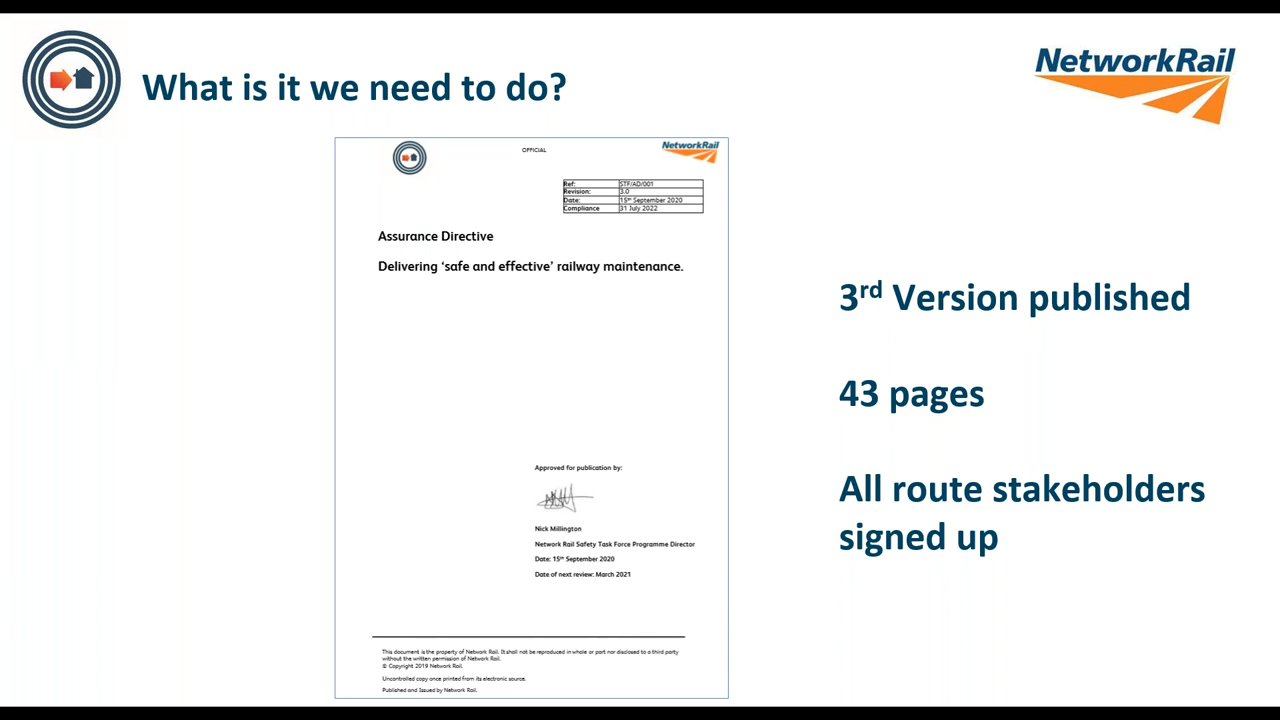 What is it we need to do?
NetworkRail
OFFICIAL
NetworkRail
Ref: STF/AD/001
Revision: 3.0
Date: 15th September 2020
Compliance 31 July 2022
Assurance Directive
Delivering ‘safe and effective’ railway maintenance.
3rd Version published
43 pages
All route stakeholders
signed up
Approved for publication by:
Nick Millington
Network Rail Safety Task Force Programme Director
Date: 15th September 2020
Date of next review: March 2021
This document is the property of Network Rail. It shall not be reproduced in whole or part nor disclosed to a third party
without the written permission of Network Rail.
© Copyright 2019 Network Rail.
Uncontrolled copy once printed from its electronic source.
Published and Issued by Network Rail.